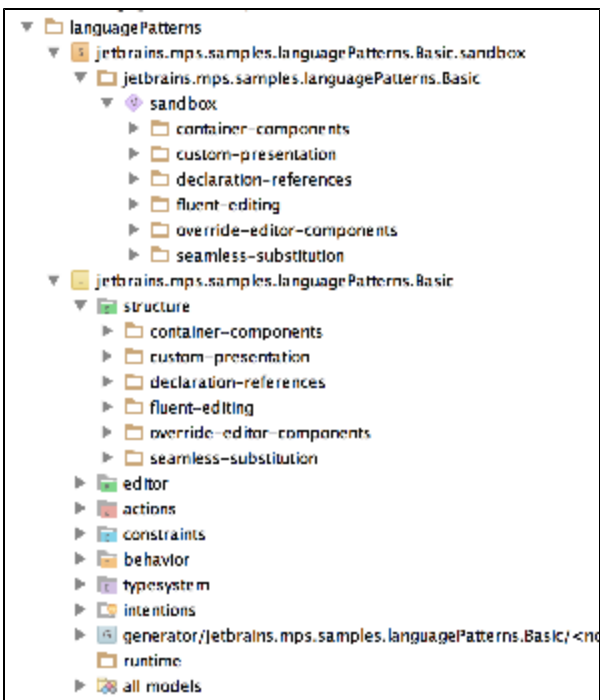 languagePatterns
jetbrains.mps.samples.languagePatterns.Basic.sandbox
jetbrains.mps.samples.languagePatterns.Basic
sandbox
container-components
custom-presentation
declaration-references
fluent-editing
override-editor-components
seamless-substitution
jetbrains.mps.samples.languagePatterns.Basic
structure
container-components
custom-presentation
declaration-references
fluent-editing
override-editor-components
seamless-substitution
editor
actions
constraints
behavior
typesystem
intentions
generator/jetbrains.mps.samples.languagePatterns.Basic/<no
runtime
all models